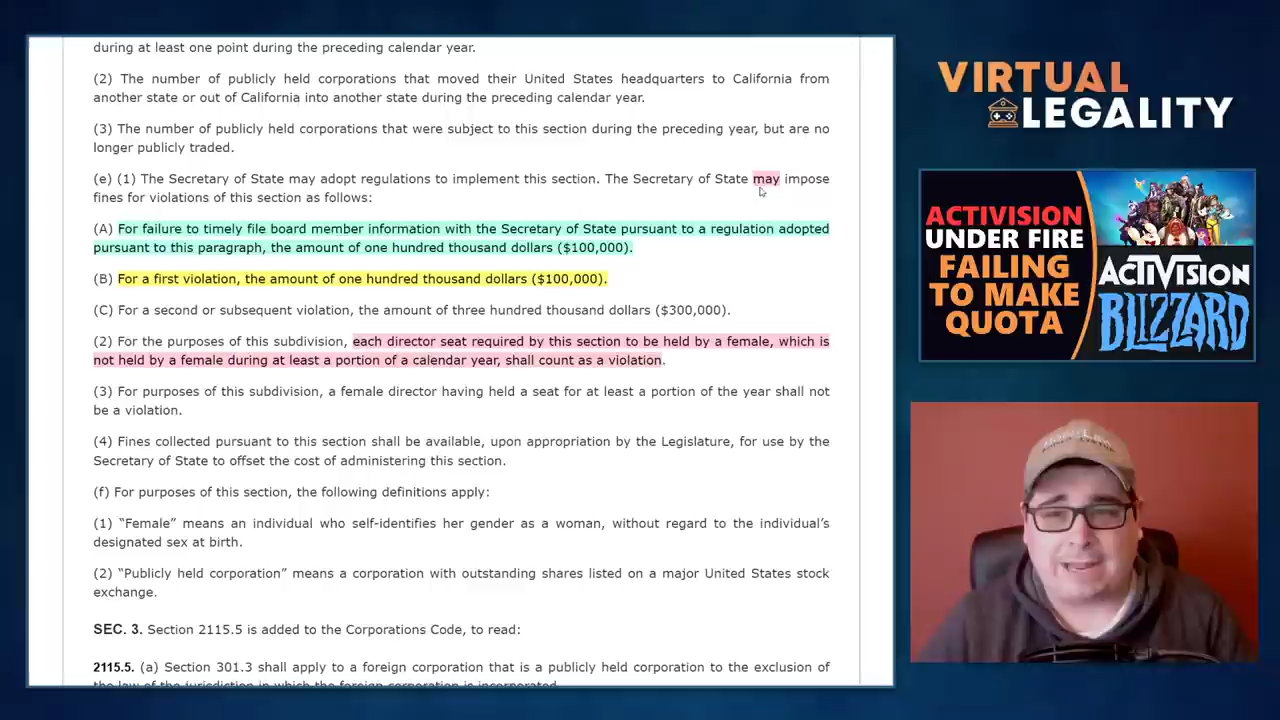 during at least one point during the preceding calendar year.
(2) The number of publicly held corporations that moved their United States headquarters to California from
another state or out of California into another state during the preceding calendar year.
(3) The number of publicly held corporations that were subject to this section during the preceding year, but are no
longer publicly traded.
(e) (1) The Secretary of State may adopt regulations to implement this section. The Secretary of State may impose
fines for violations of this section as follows:
(A) For failure to timely file board member information with the Secretary of State pursuant to a regulation adopted
pursuant to this paragraph, the amount of one hundred thousand dollars ($100,000).
(B) For a first violation, the amount of one hundred thousand dollars ($100,000).
(C) For a second or subsequent violation, the amount of three hundred thousand dollars ($300,000).
(2) For the purposes of this subdivision, each director seat required by this section to be held by a female, which is
not held by a female during at least a portion of a calendar year, shall count as a violation.
(3) For purposes of this subdivision, a female director having held a seat for at least a portion of the year shall not
be a violation.
(4) Fines collected pursuant to this section shall be available, upon appropriation by the Legislature, for use by the
Secretary of State to offset the cost of administering this section.
(f) For purposes of this section, the following definitions apply:
(1) “Female” means an individual who self-identifies her gender as a woman, without regard to the individual’s
designated sex at birth.
(2) “Publicly held corporation” means a corporation with outstanding shares listed on a major United States stock
exchange.
SEC. 3. Section 2115.5 is added to the Corporations Code, to read:
2115.5. (a) Section 301.3 shall apply to a foreign corporation that is a publicly held corporation to the exclusion of
the law of the jurisdiction in which the foreign corporation is incorporated.
VIRTUAL
LEGALITY
ACTIVISION
UNDER FIRE
FAILING
TO MAKE
QUOTA
ACTIVISION
BLIZZARD